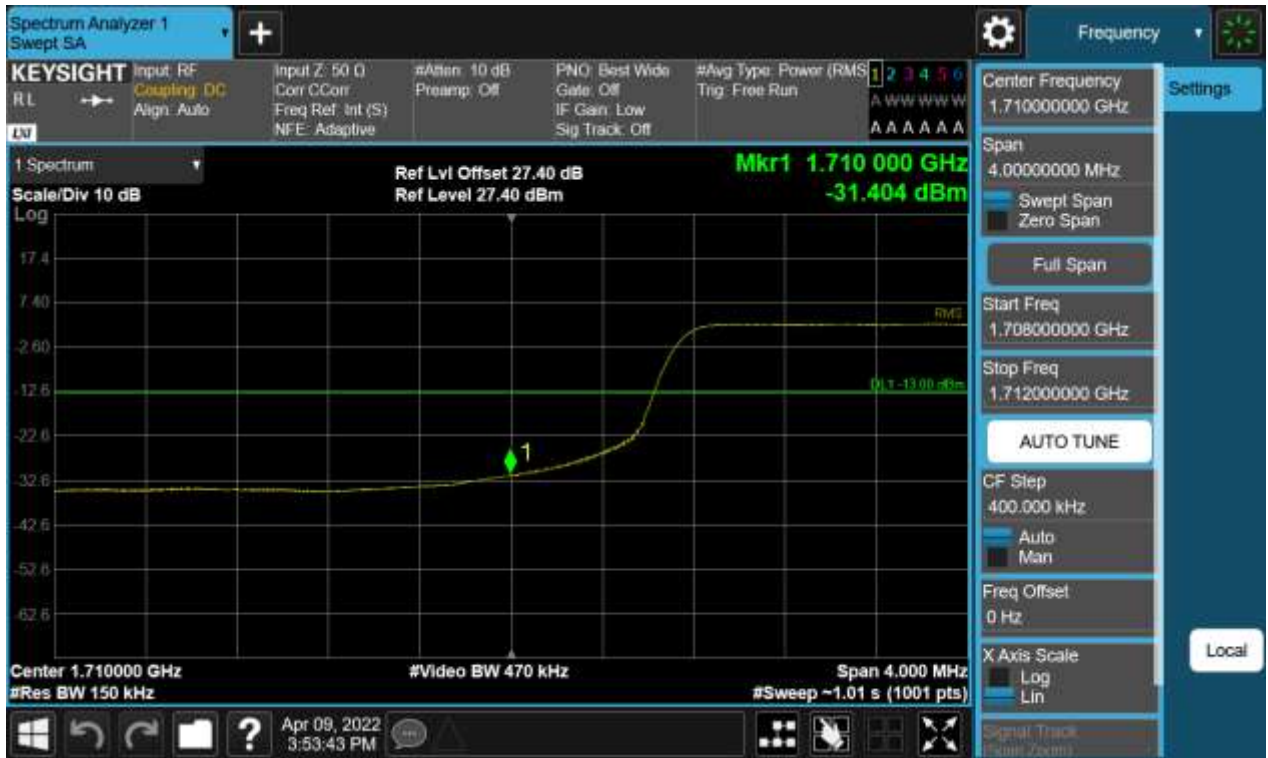 Spectrum Analyzer 1
Swept SA
+
Frequency
KEYSIGHT
RL
LXI
Input: RF
Coupling: DC
Align: Auto
Input Z: 50 Ω
Corr CCorr
Freq Ref: Int (S)
NFE: Adaptive
#Atten: 10 dB
Preamp: Off
PNO: Best Wide
Gate: Off
IF Gain: Low
Sig Track: Off
#Avg Type: Power (RMS
Trig: Free Run
1 2 3 4 5 6
A W W W W W
A A A A A A
1 Spectrum
Scale/Div 10 dB
Ref Lvl Offset 27.40 dB
Ref Level 27.40 dBm
Mkr1 1.710 000 GHz
-31.404 dBm
Log
17.4
7.40
-2.60
-12.6
-22.6
-32.6
-42.6
-52.6
-62.6
RMS
DL1 -13.00 dBm
1
Center 1.710000 GHz
#Video BW 470 kHz
Span 4.000 MHz
#Res BW 150 kHz
#Sweep ~1.01 s (1001 pts)
Center Frequency
1.710000000 GHz
Settings
Span
4.00000000 MHz
Swept Span
Zero Span
Full Span
Start Freq
1.708000000 GHz
Stop Freq
1.712000000 GHz
AUTO TUNE
CF Step
400.000 kHz
Auto
Man
Freq Offset
0 Hz
X Axis Scale
Log
Lin
Local
Signal Track
(Span Zoom)
?
Apr 09, 2022
3:53:43 PM